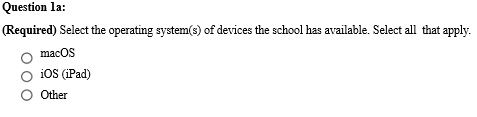 Question 1a:
(Required) Select the operating system(s) of devices the school has available. Select all that apply.
macOS
iOS (iPad)
Other